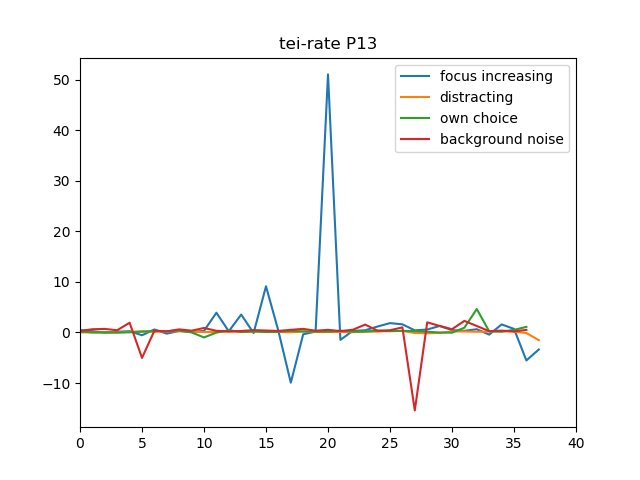 tei-rate P13
focus increasing
distracting
own choice
background noise
50
40
30
20
10
0
−10
0 5 10 15 20 25 30 35 40